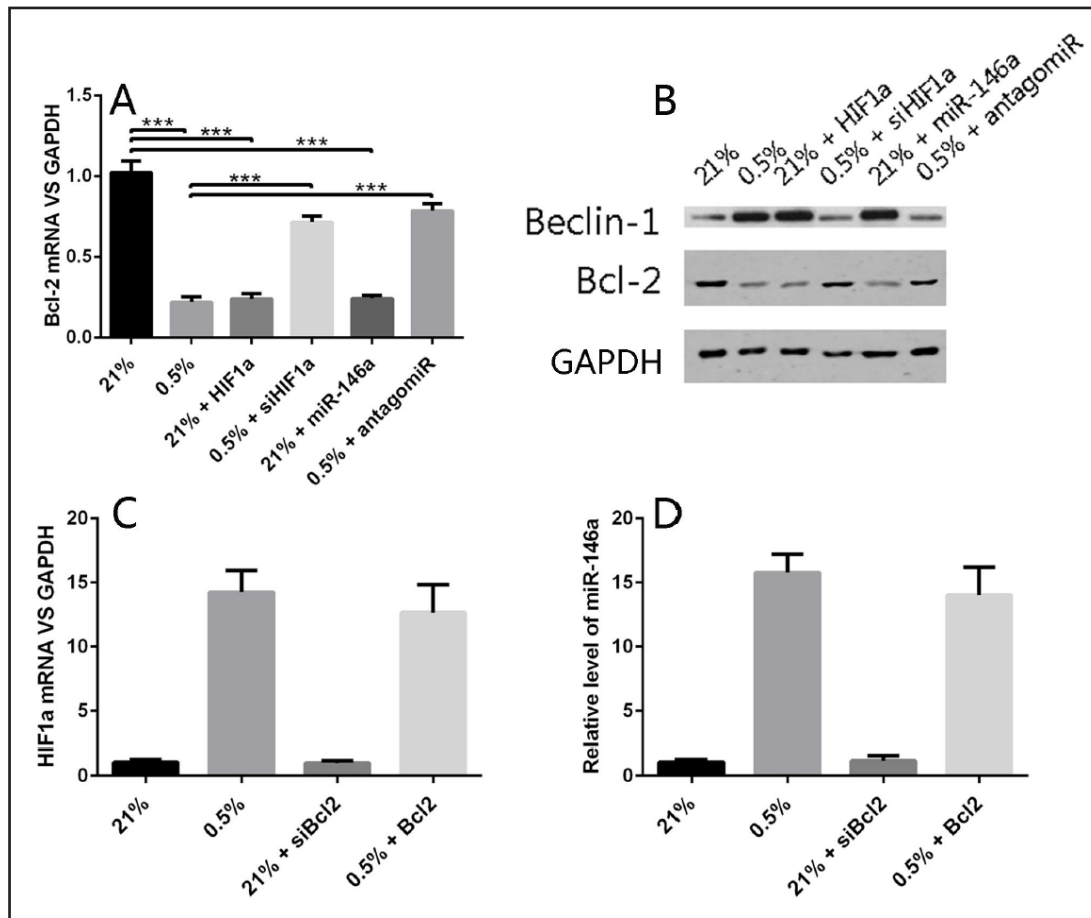 A
Bcl-2 mRNA VS GAPDH
1.5
1.0
0.5
0.0
***
***
***
***
***
21%
0.5%
21% + HIF1a
0.5% + siHIF1a
21% + miR-146a
0.5% + antagomiR
B
21%
0.5%
21% + HIF1a
0.5% + siHIF1a
21% + miR-146a
0.5% + antagomiR
Beclin-1
Bcl-2
GAPDH
C
HIF1a mRNA VS GAPDH
20
15
10
5
0
21%
0.5%
21% + siBcl2
0.5% + Bcl2
D
Relative level of miR-146a
20
15
10
5
0
21%
0.5%
21% + siBcl2
0.5% + Bcl2